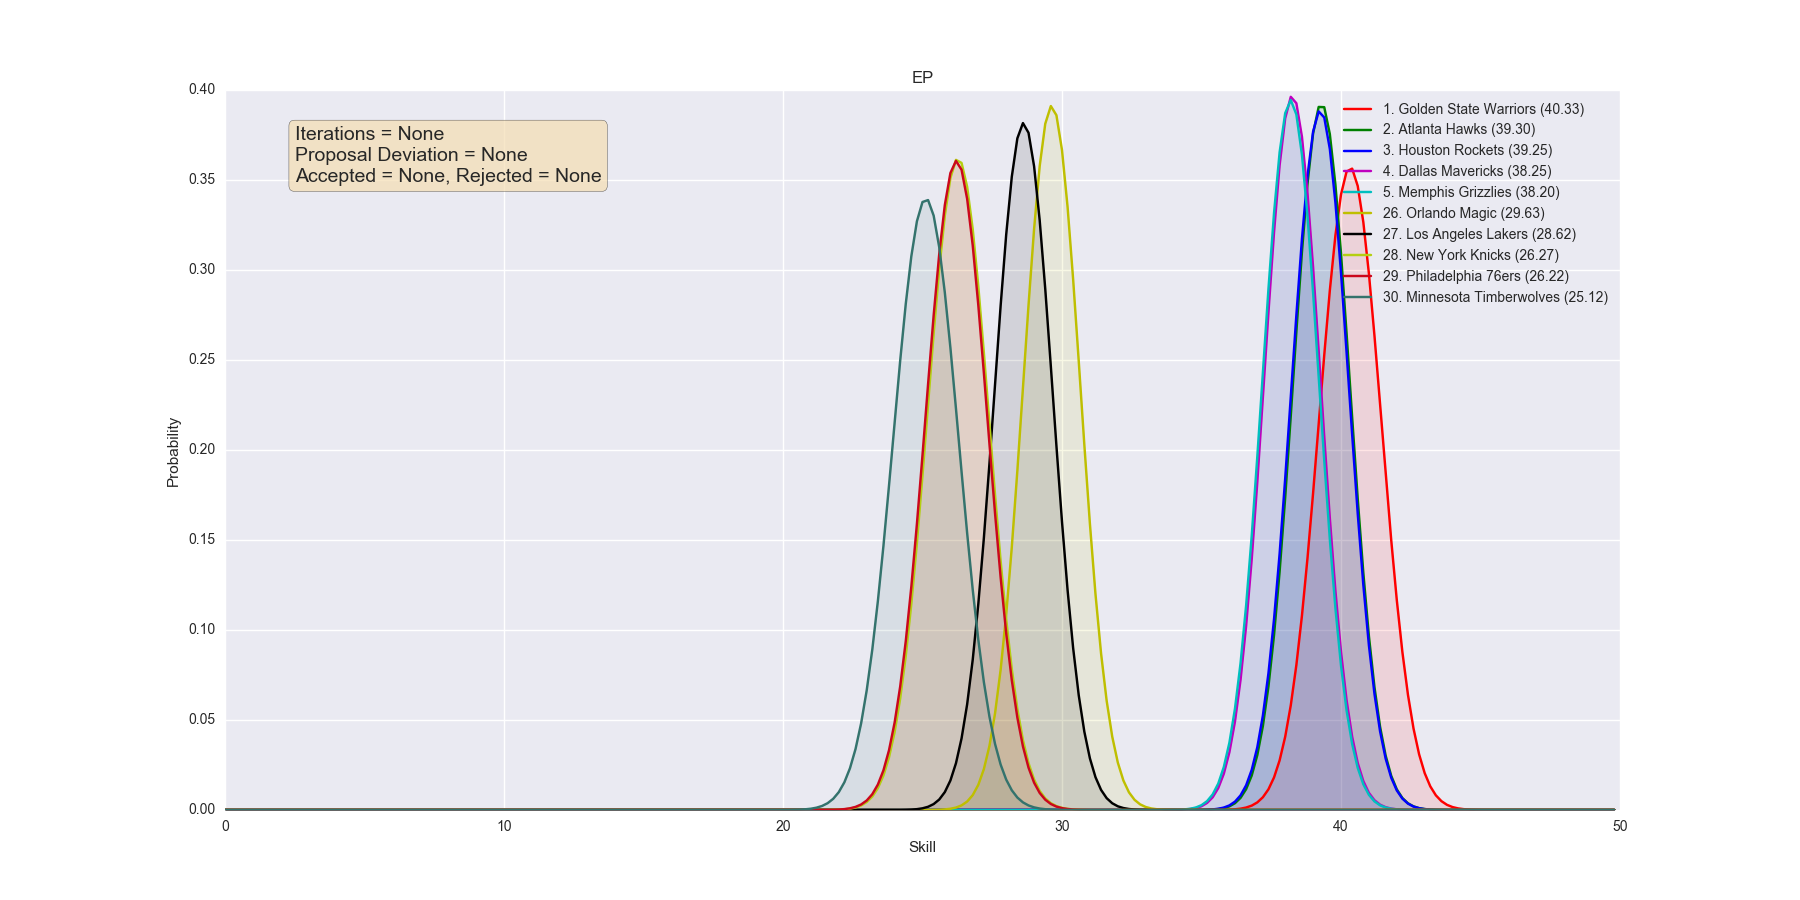 EP
0.40
0.35
0.30
0.25
0.20
0.15
0.10
0.05
0.00
Probability
Iterations = None
Proposal Deviation = None
Accepted = None, Rejected = None
1. Golden State Warriors (40.33)
2. Atlanta Hawks (39.30)
3. Houston Rockets (39.25)
4. Dallas Mavericks (38.25)
5. Memphis Grizzlies (38.20)
26. Orlando Magic (29.63)
27. Los Angeles Lakers (28.62)
28. New York Knicks (26.27)
29. Philadelphia 76ers (26.22)
30. Minnesota Timberwolves (25.12)
0 10 20 30 40 50
Skill